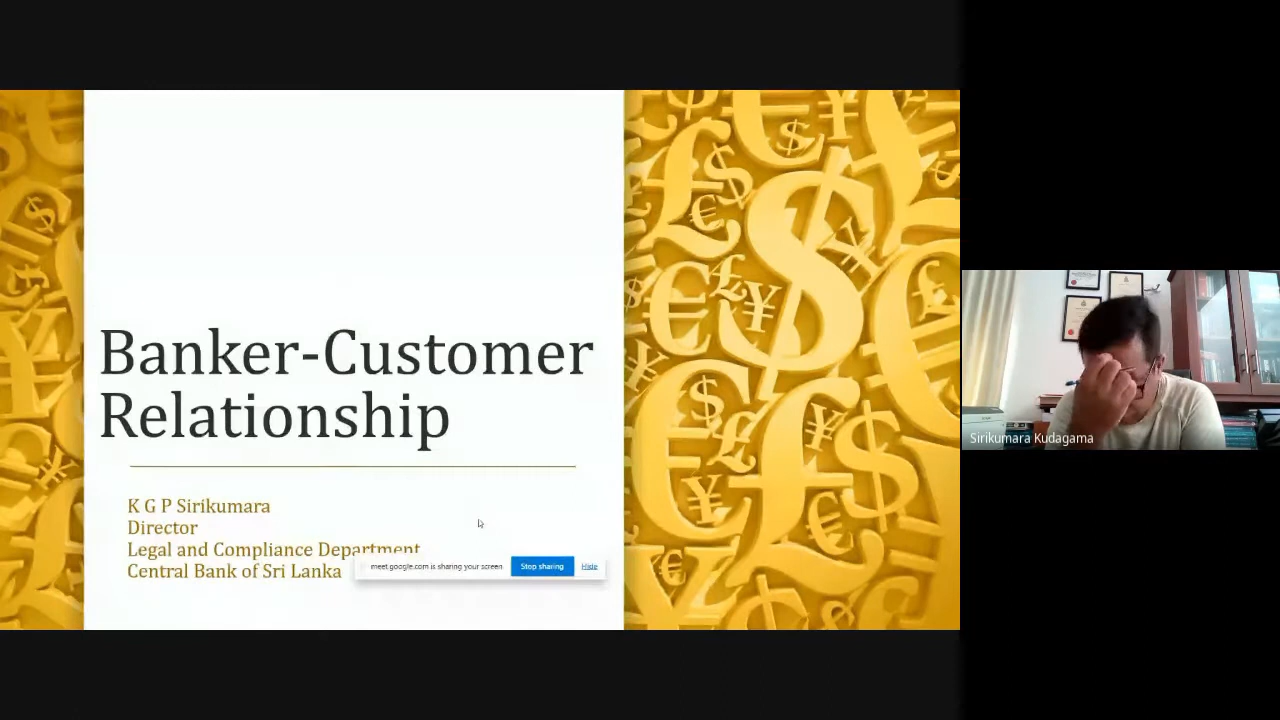 Banker-Customer
Relationship
K G P Sirikumara
Director
Legal and Compliance Department
Central Bank of Sri Lanka
meet.google.com is sharing your screen
Stop sharing
Hide
Sirikumara Kudagama